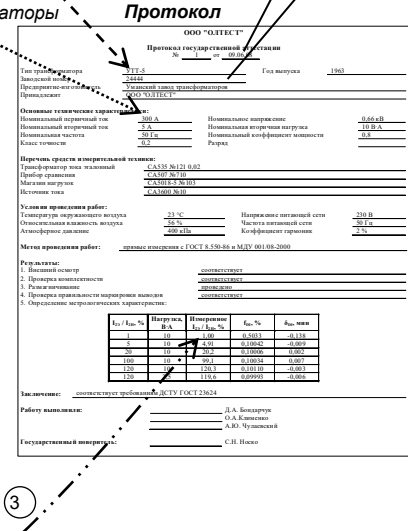 аторы Протокол
ООО "ОЛТЕСТ"
Протокол государственной аттестации
№ 1 от 09.06.
Тип трансформатора УТТ-5 Год выпуска 1963
Заводской номер 24444
Предприятие-изготовитель Уманский завод трансформаторов
Принадлежит ООО "ОЛТЕСТ"
Основные технические характеристики:
Номинальный первичный ток 300 А Номинальное напряжение 0,66 кВ
Номинальный вторичный ток 5 А Номинальная вторичная нагрузка 10 В·А
Номинальная частота 50 Гц Номинальный коэффициент мощности 0,8
Класс точности 0,2 Разряд
Перечень средств измерительной техники:
Трансформатор тока эталонный СА535 №121 0,02
Прибор сравнения СА507 №710
Магазин нагрузок СА5018-5 №103
Источник тока СА3600 №10
Условия проведения работ:
Температура окружающего воздуха 23 °С Напряжение питающей сети 230 В
Относительная влажность воздуха 56 % Частота питающей сети 50 Гц
Атмосферное давление 400 кПа Коэффициент гармоник 2 %
Метод проведения работ: прямые измерения с ГОСТ 8.550-86 и МДУ 001/08-2000
Результаты:
1. Внешний осмотр соответствует
2. Проверка комплектности соответствует
3. Размагничивание проведено
4. Проверка правильности маркировки выводов соответствует
5. Определение метрологических характеристик:
Нагрузка, В·А Измеренное
1 10 1,00 0,5033 -0,138
5 10 4,91 0,10042 -0,009
20 10 20,2 0,10006 0,002
100 10 99,1 0,10034 0,007
120 10 120,3 0,10110 -0,003
120 119,6 0,09993 -0,006
Заключение: соответствует требованиям ДСТУ ГОСТ 23624
Работу выполнили: Д.А. Бондарчук
О.А.Клименко
А.Ю. Чулаевский
Государственный поверитель: С.Н. Носко
3